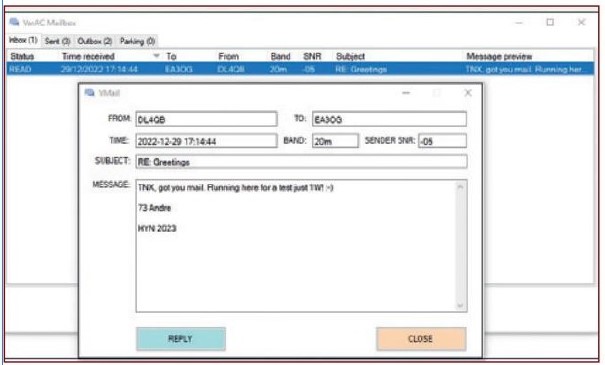 VarAC Mailbox
Inbox (1) Sent (3) Outbox (2) Parking (0)
Status Time received To From Band SNR Subject Message preview
READ 29/12/2022 17:14:44 EA3OG DL4QB 20m -05 RE: Greetings TNX, got you mail. Running her...
VMail
FROM: DL4QB TO: EA3OG
TIME: 2022-12-29 17:14:44 BAND: 20m SENDER SNR: -05
SUBJECT: RE: Greetings
MESSAGE: TNX, got you mail. Running here for a test just 1W! :-)
73 Andre
HYN 2023
REPLY CLOSE